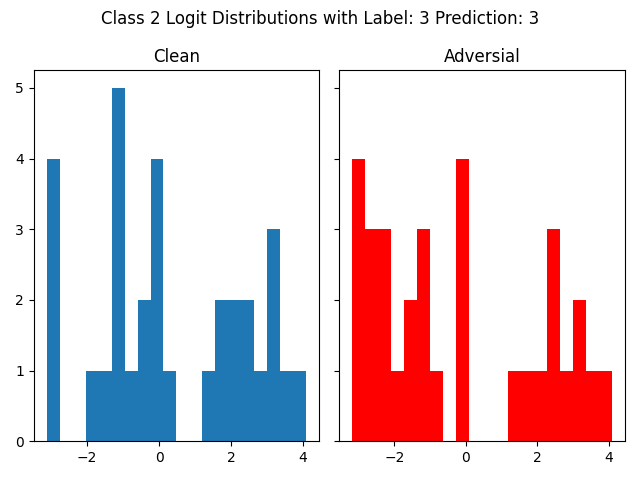 Class 2 Logit Distributions with Label: 3 Prediction: 3
Clean
Adversial
5
4
3
2
1
0
−2 0 2 4
−2 0 2 4